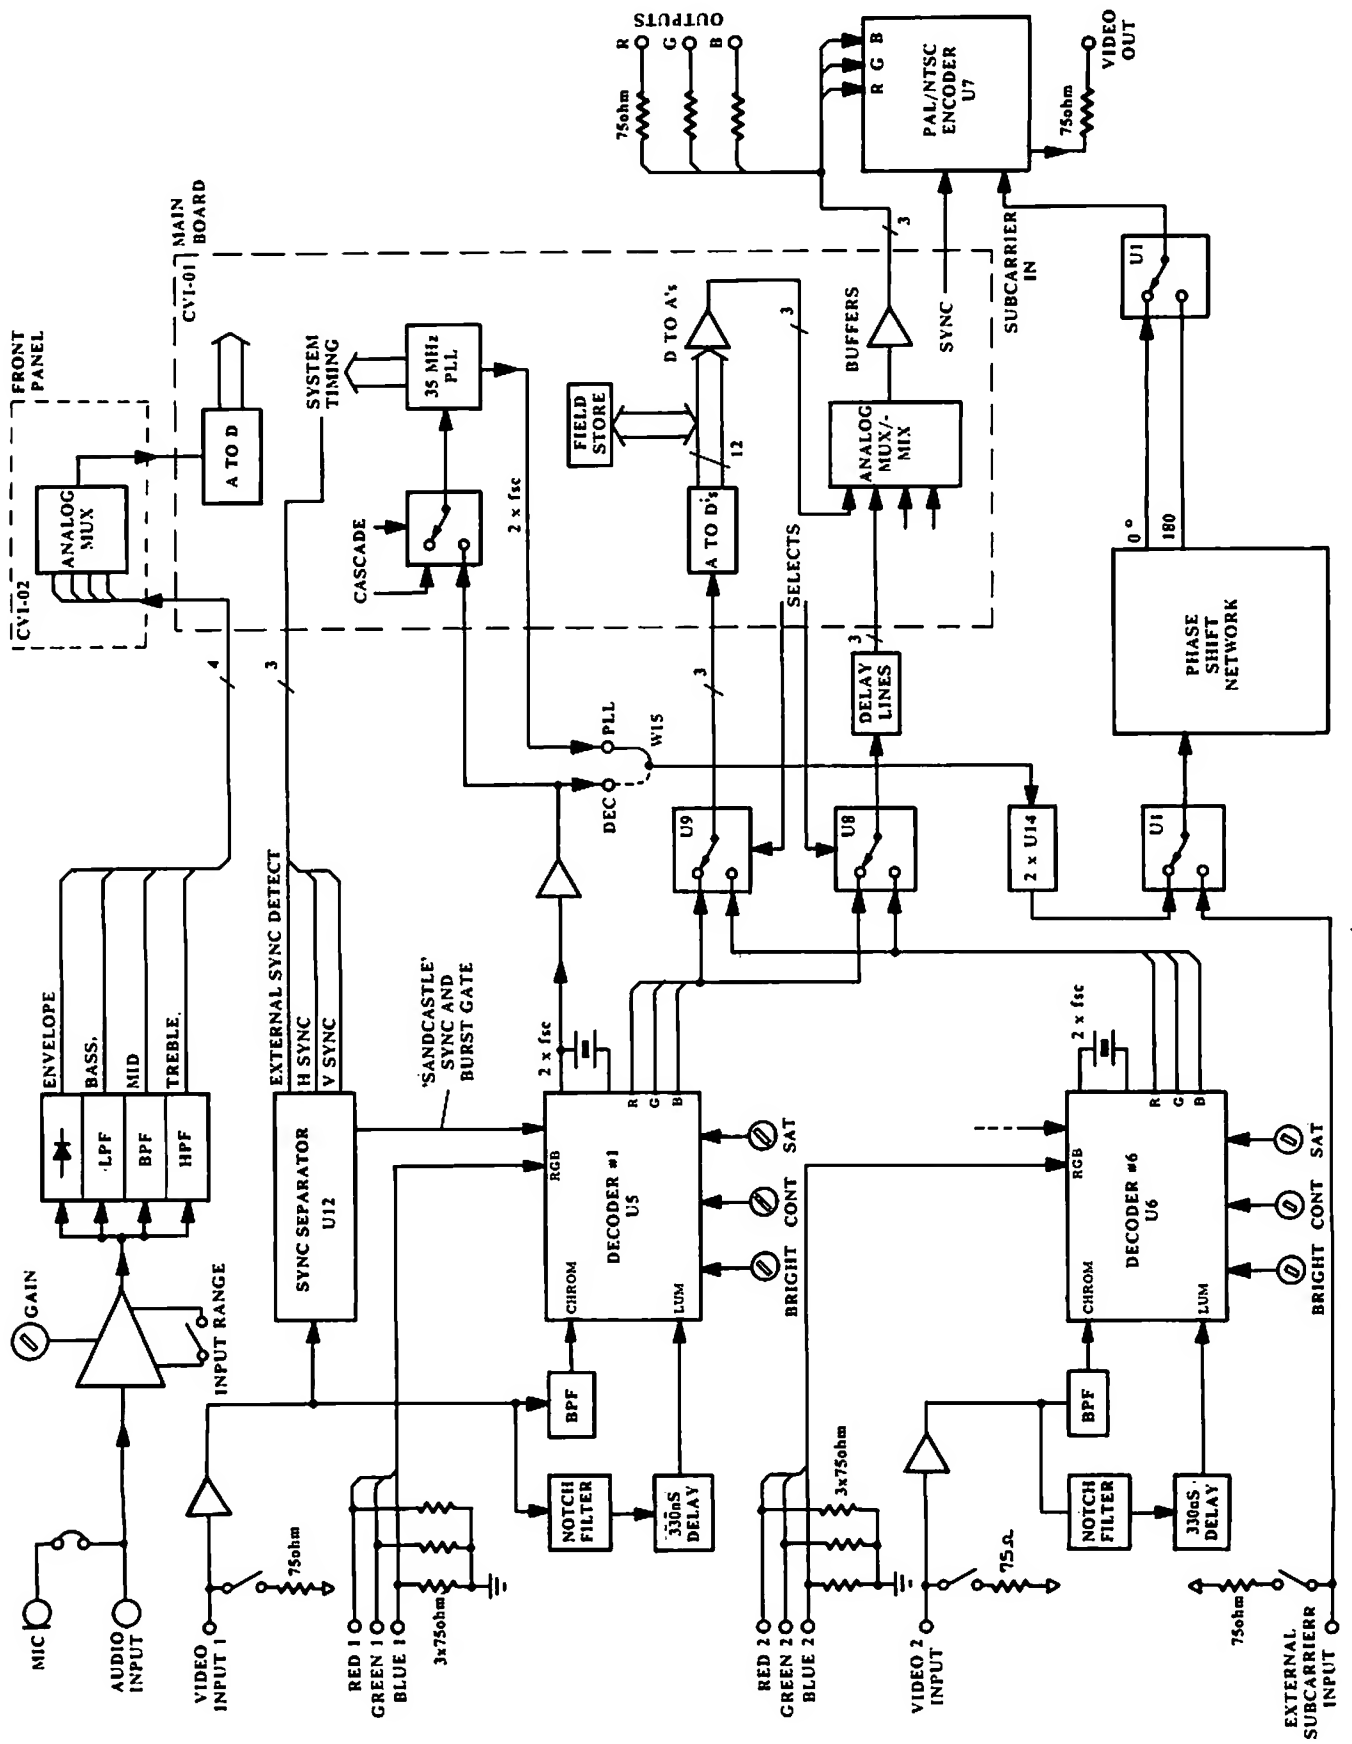 MIC
AUDIO
INPUT
GAIN
INPUT RANGE
LPF
BPF
HPF
ENVELOPE
BASS,
MID
TREBLE.
4
FRONT
PANEL
CVI-02
ANALOG
MUX
MAIN
BOARD
CVI-01
A TO D
VIDEO
INPUT 1
75ohm
SYNC SEPARATOR
U12
EXTERNAL SYNC DETECT
H SYNC
V SYNC
3
SYSTEM
TIMING
RED 1
GREEN 1
BLUE 1
3x75ohm
'SANDCASTLE'
SYNC AND
BURST GATE
CASCADE
35 MHz
PLL
2 x fsc
NOTCH
FILTER
330nS
DELAY
BPF
CHROM
LUM
RGB
DECODER #1
U5
R
G
B
2 x fsc
BRIGHT
CONT
SAT
DEC
PLL
W15
U9
3
A TO D's
12
FIELD
STORE
D TO A's
3
SELECTS
U8
DELAY
LINES
3
ANALOG
MUX/-
MIX
BUFFERS
3
OUTPUTS
R
G
B
75ohm
R G B
PAL/NTSC
ENCODER
U7
75ohm
VIDEO
OUT
SYNC
SUBCARRIER
IN
RED 2
GREEN 2
BLUE 2
3x75ohm
VIDEO 2
INPUT
75Ω
NOTCH
FILTER
330nS
DELAY
BPF
CHROM
LUM
RGB
DECODER #6
U6
R
G
B
2 x fsc
BRIGHT
CONT
SAT
2 x U14
U1
PHASE
SHIFT
NETWORK
0°
180
U1
75ohm
EXTERNAL
SUBCARRIERR
INPUT